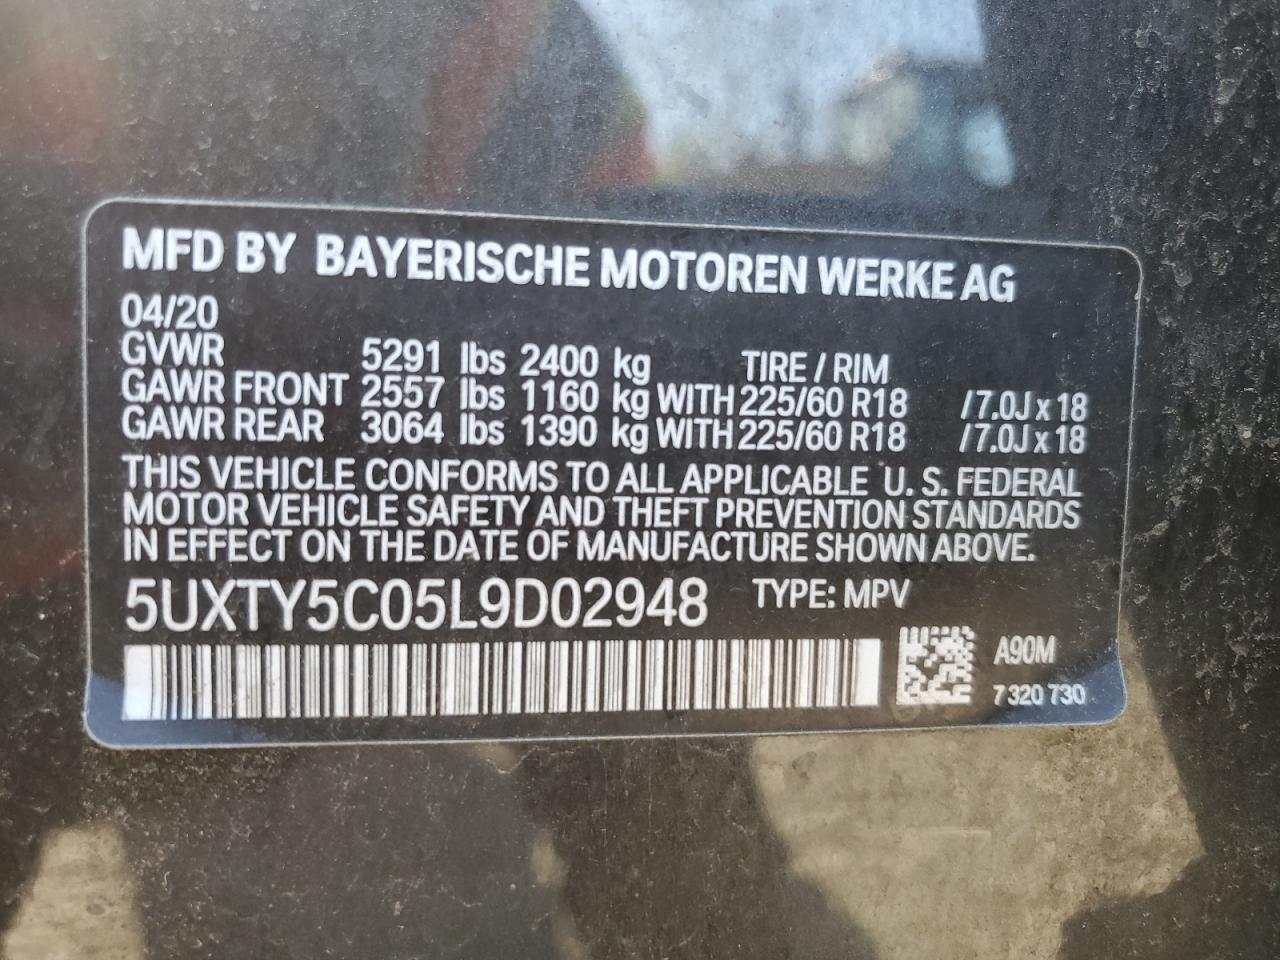 MFD BY BAYERISCHE MOTOREN WERKE AG
04/20
GVWR 5291 lbs 2400 kg TIRE / RIM
GAWR FRONT 2557 lbs 1160 kg WITH 225/60 R18 /7.0J x 18
GAWR REAR 3064 lbs 1390 kg WITH 225/60 R18 /7.0J x 18
THIS VEHICLE CONFORMS TO ALL APPLICABLE U. S. FEDERAL
MOTOR VEHICLE SAFETY AND THEFT PREVENTION STANDARDS
IN EFFECT ON THE DATE OF MANUFACTURE SHOWN ABOVE.
5UXTY5C05L9D02948 TYPE: MPV
A90M
7 320 730